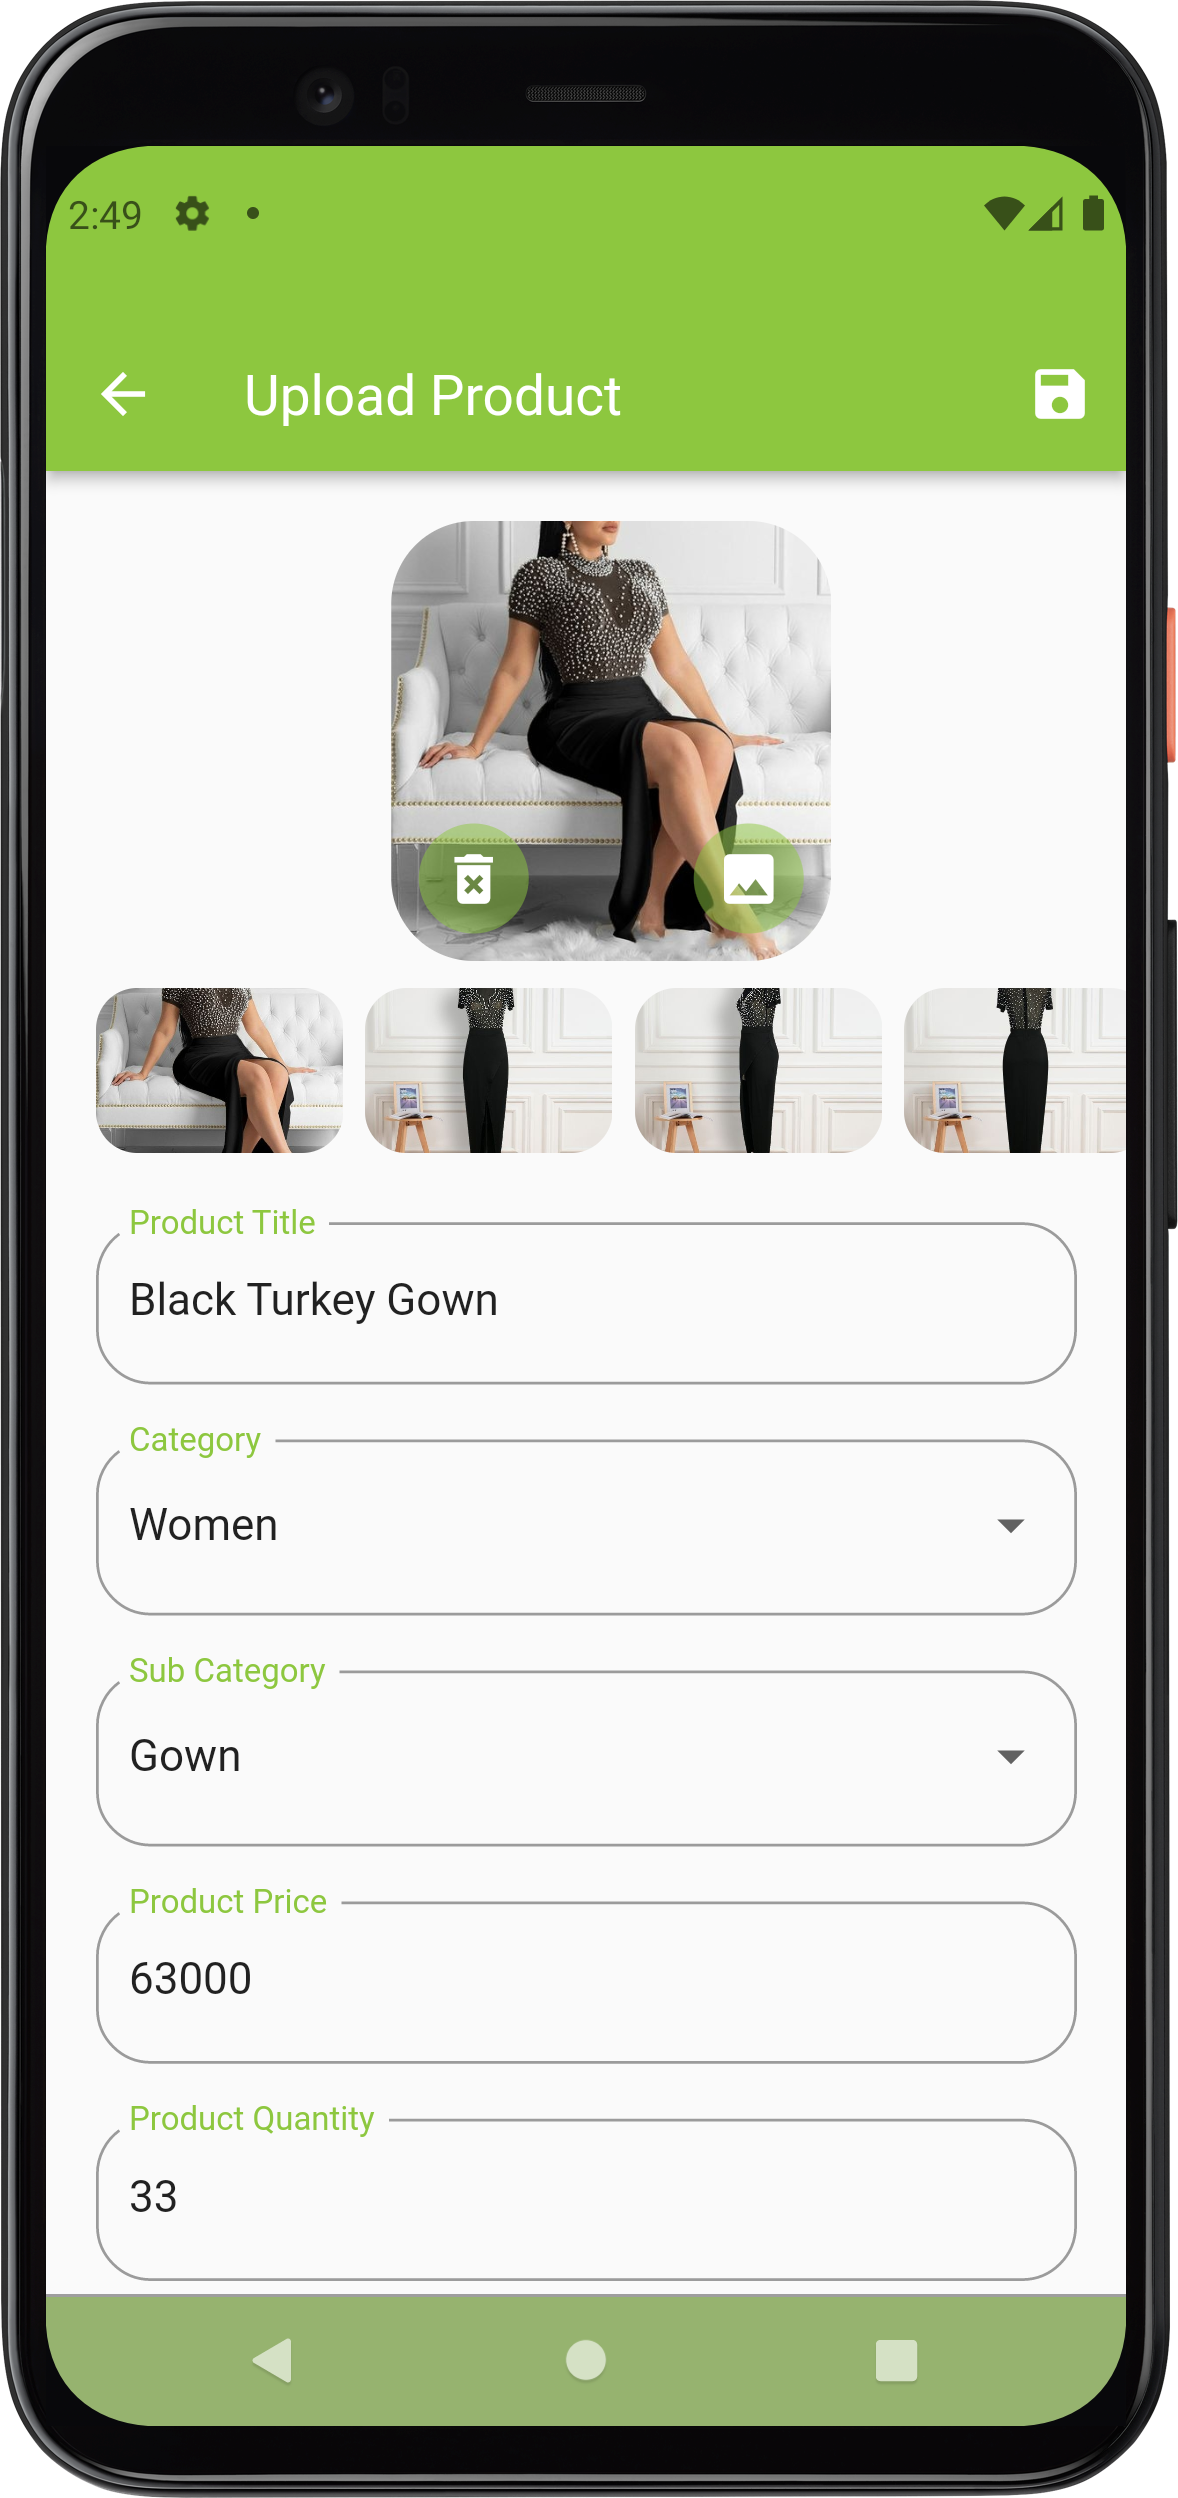 2:49
Upload Product
Product Title
Black Turkey Gown
Category
Women
Sub Category
Gown
Product Price
63000
Product Quantity
33